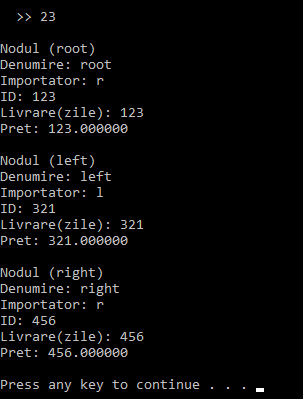 >> 23
Nodul (root)
Denumire: root
Importator: r
ID: 123
Livrare(zile): 123
Pret: 123.000000
Nodul (left)
Denumire: left
Importator: l
ID: 321
Livrare(zile): 321
Pret: 321.000000
Nodul (right)
Denumire: right
Importator: r
ID: 456
Livrare(zile): 456
Pret: 456.000000
Press any key to continue . . .